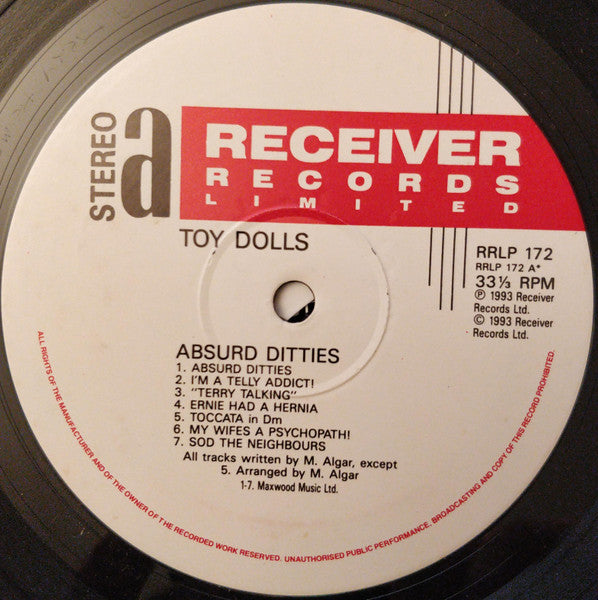 STEREO
a
RECEIVER
RECORDS
LIMITED
TOY DOLLS
RRLP 172
RRLP 172 A*
33⅓ RPM
℗ 1993 Receiver
Records Ltd.
© 1993 Receiver
Records Ltd.
ABSURD DITTIES
1. ABSURD DITTIES
2. I'M A TELLY ADDICT!
3. "TERRY TALKING"
4. ERNIE HAD A HERNIA
5. TOCCATA in Dm
6. MY WIFES A PSYCHOPATH!
7. SOD THE NEIGHBOURS
All tracks written by M. Algar, except
5. Arranged by M. Algar
1-7. Maxwood Music Ltd.
ALL RIGHTS OF THE MANUFACTURER AND OF THE OWNER OF THE RECORDED WORK RESERVED. UNAUTHORISED PUBLIC PERFORMANCE, BROADCASTING AND COPY OF THIS RECORD PROHIBITED.